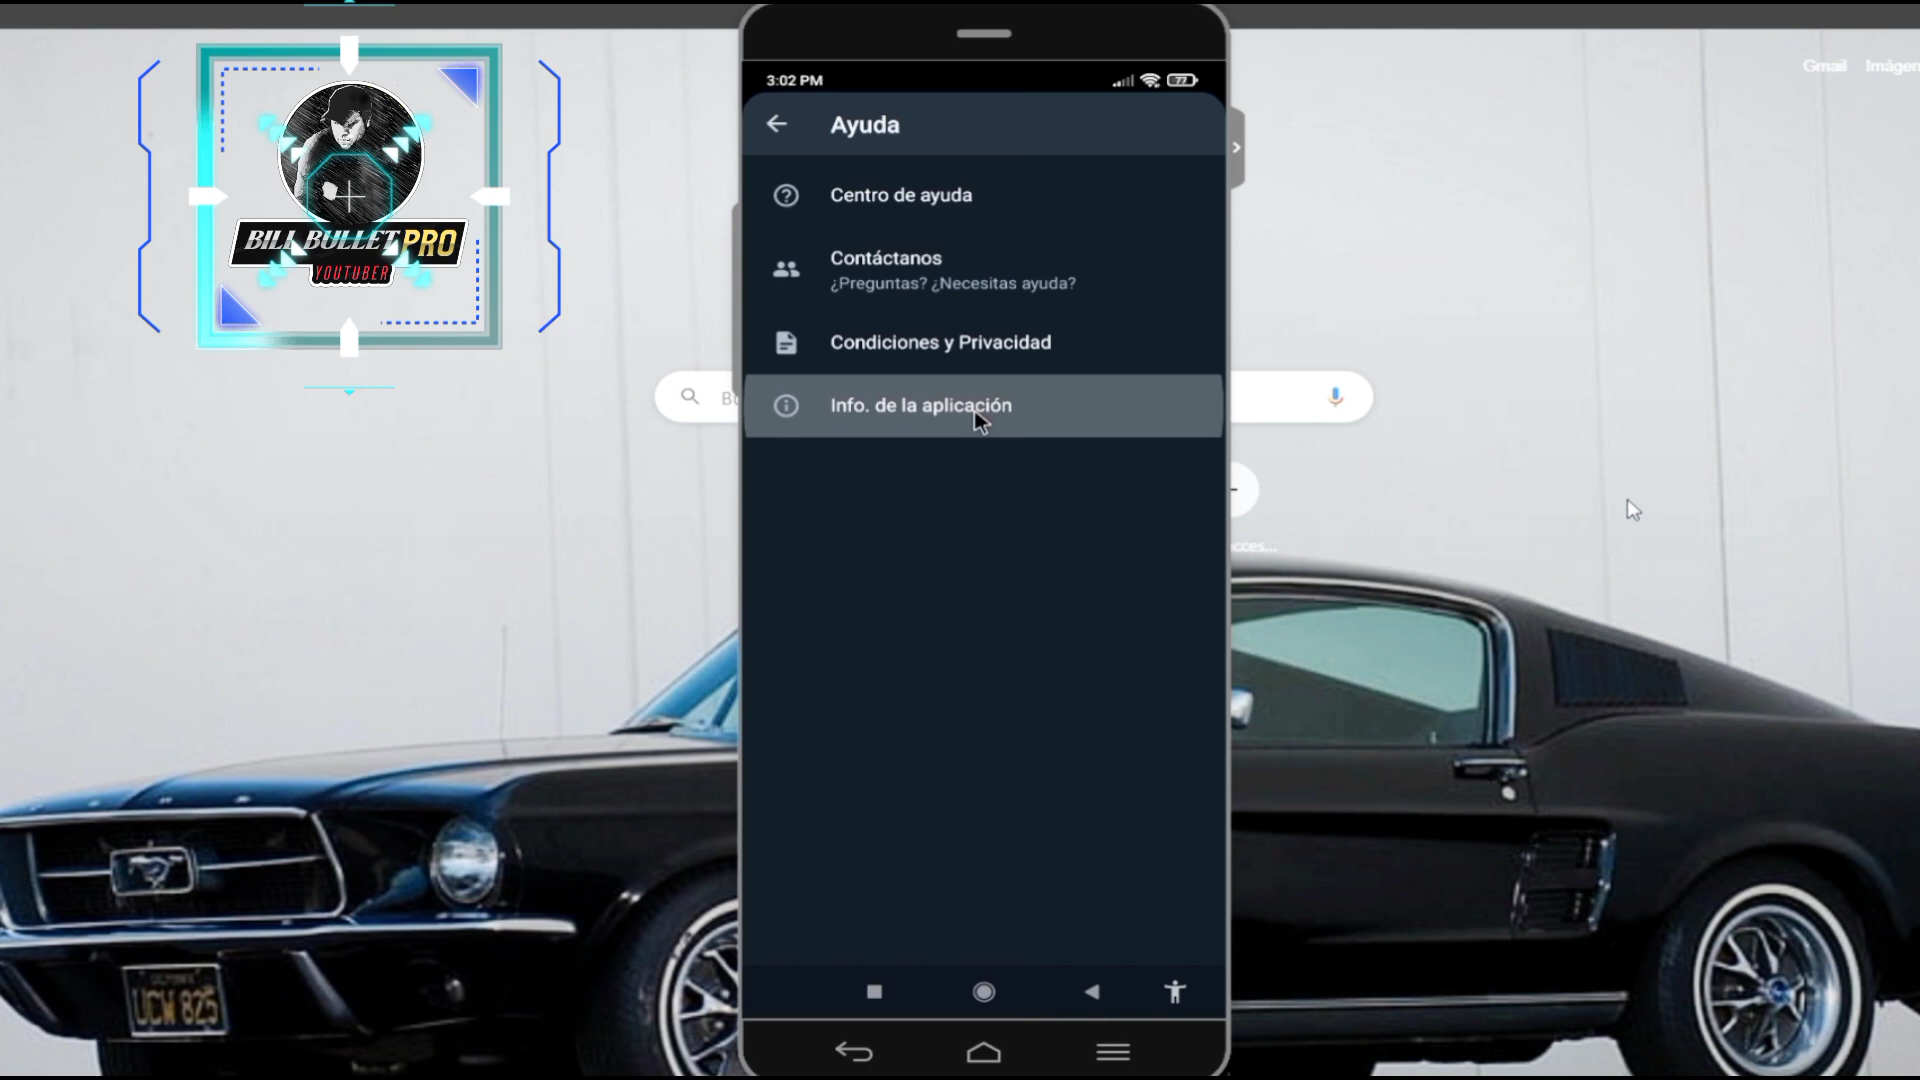 Gmail
Imágen
BILL BULLET PRO
YOUTUBER
3:02 PM
77
Ayuda
Centro de ayuda
Contáctanos
¿Preguntas? ¿Necesitas ayuda?
Condiciones y Privacidad
Info. de la aplicación
UCW 825